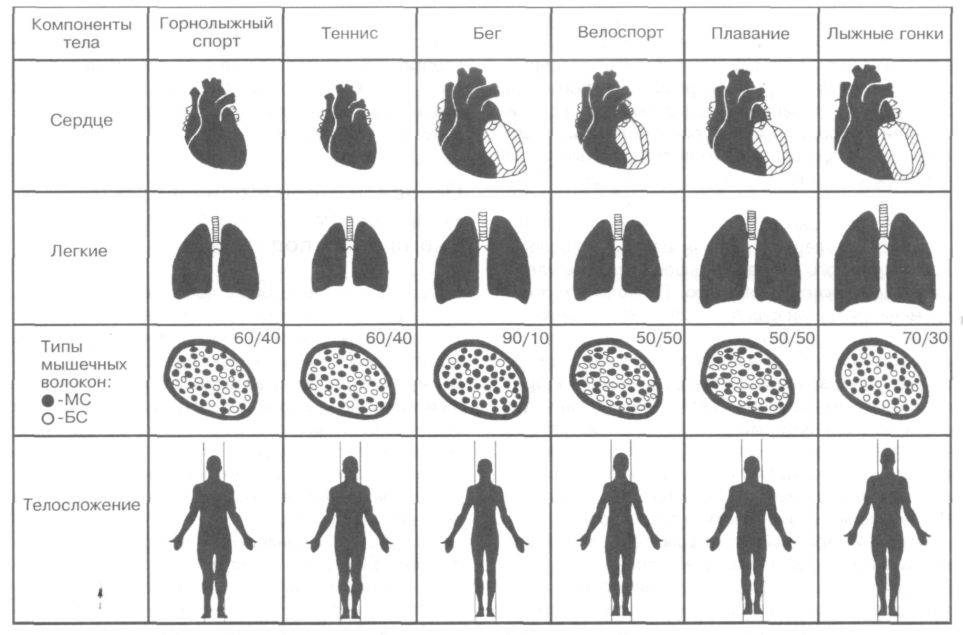 Компоненты
тела
Горнолыжный
спорт
Теннис
Бег
Велоспорт
Плавание
Лыжные гонки
Сердце
Легкие
Типы
мышечных
волокон:
-МС
-БС
60/40
60/40
90/10
50/50
50/50
70/30
Телосложение